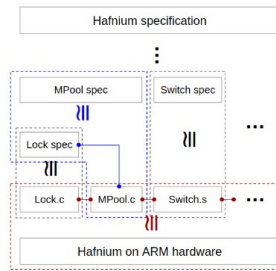 Hafnium specification
MPool spec
Switch spec
Lock spec
Lock.c
MPool.c
Switch.s
Hafnium on ARM hardware